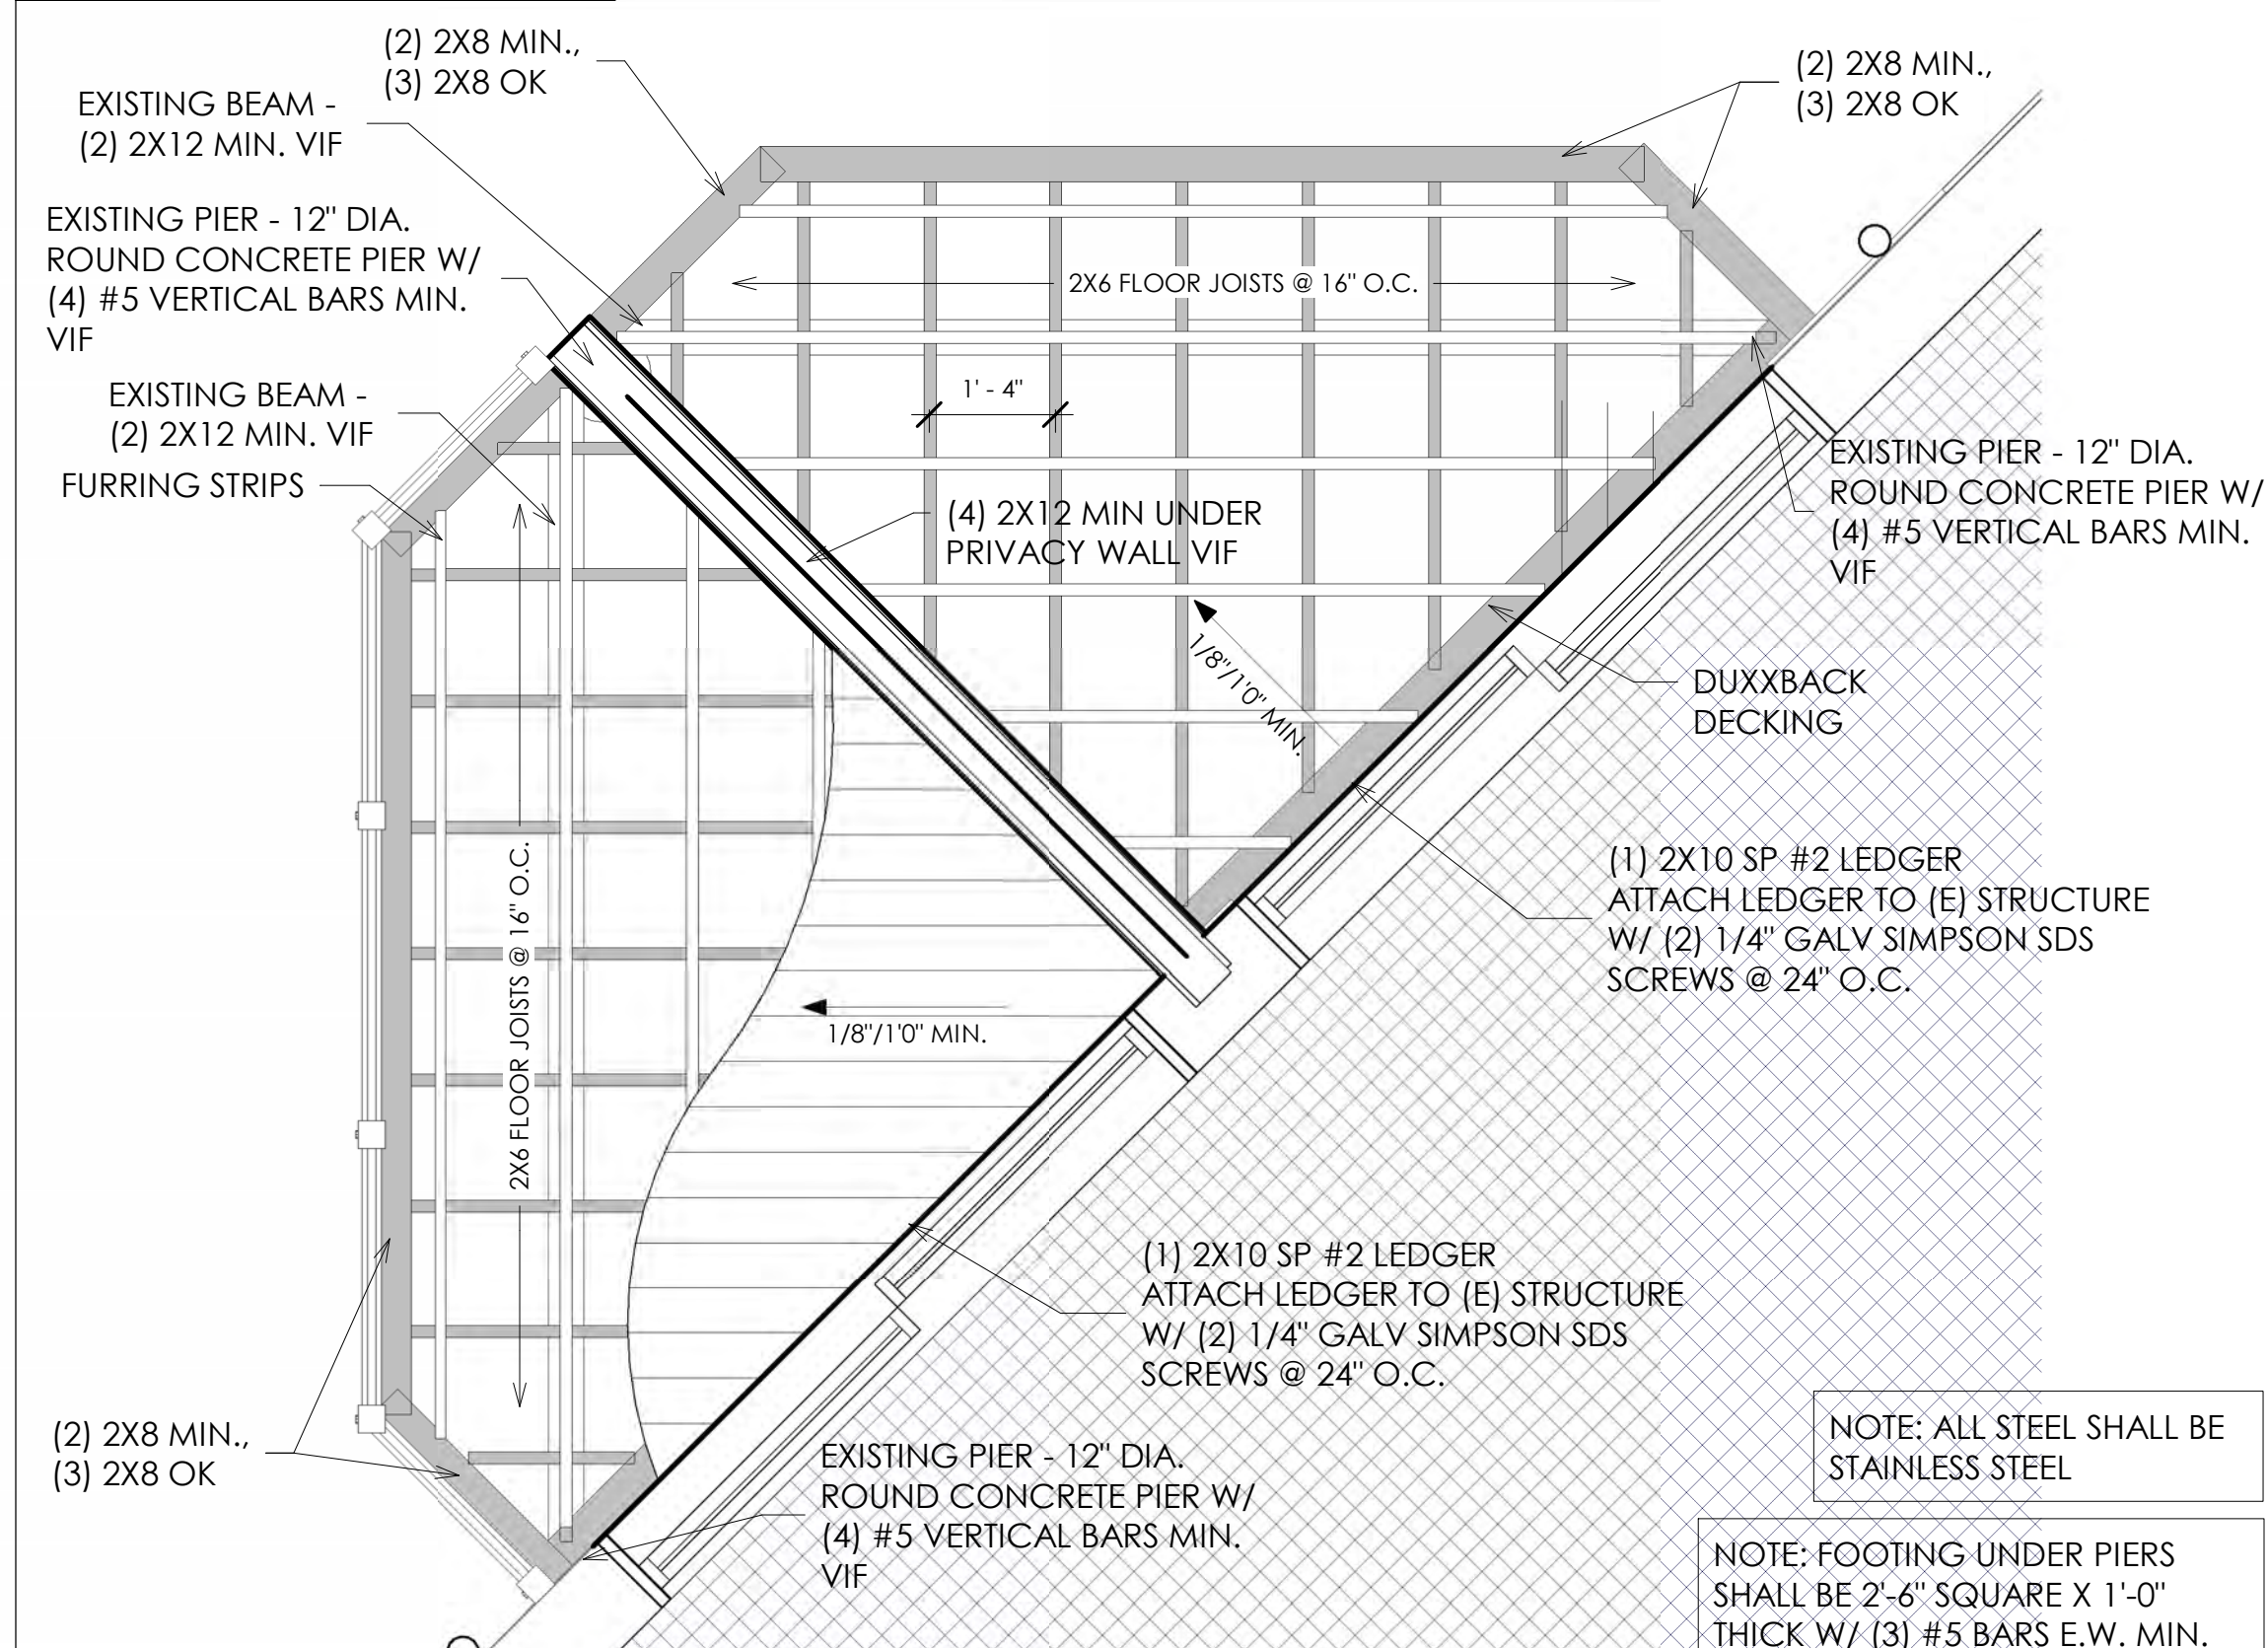 (2) 2X8 MIN.,
(3) 2X8 OK
(2) 2X8 MIN.,
(3) 2X8 OK
EXISTING BEAM -
(2) 2X12 MIN. VIF
EXISTING PIER - 12" DIA.
ROUND CONCRETE PIER W/
(4) #5 VERTICAL BARS MIN.
VIF
2X6 FLOOR JOISTS @ 16" O.C.
1' - 4"
EXISTING BEAM -
(2) 2X12 MIN. VIF
FURRING STRIPS
(4) 2X12 MIN UNDER
PRIVACY WALL VIF
EXISTING PIER - 12" DIA.
ROUND CONCRETE PIER W/
(4) #5 VERTICAL BARS MIN.
VIF
1/8"/1'0" MIN.
DUXXBACK
DECKING
(1) 2X10 SP #2 LEDGER
ATTACH LEDGER TO (E) STRUCTURE
W/ (2) 1/4" GALV SIMPSON SDS
SCREWS @ 24" O.C.
2X6 FLOOR JOISTS @ 16" O.C.
1/8"/1'0" MIN.
(1) 2X10 SP #2 LEDGER
ATTACH LEDGER TO (E) STRUCTURE
W/ (2) 1/4" GALV SIMPSON SDS
SCREWS @ 24" O.C.
(2) 2X8 MIN.,
(3) 2X8 OK
EXISTING PIER - 12" DIA.
ROUND CONCRETE PIER W/
(4) #5 VERTICAL BARS MIN.
VIF
NOTE: ALL STEEL SHALL BE
STAINLESS STEEL
NOTE: FOOTING UNDER PIERS
SHALL BE 2'-6" SQUARE X 1'-0"
THICK W/ (3) #5 BARS E.W. MIN.